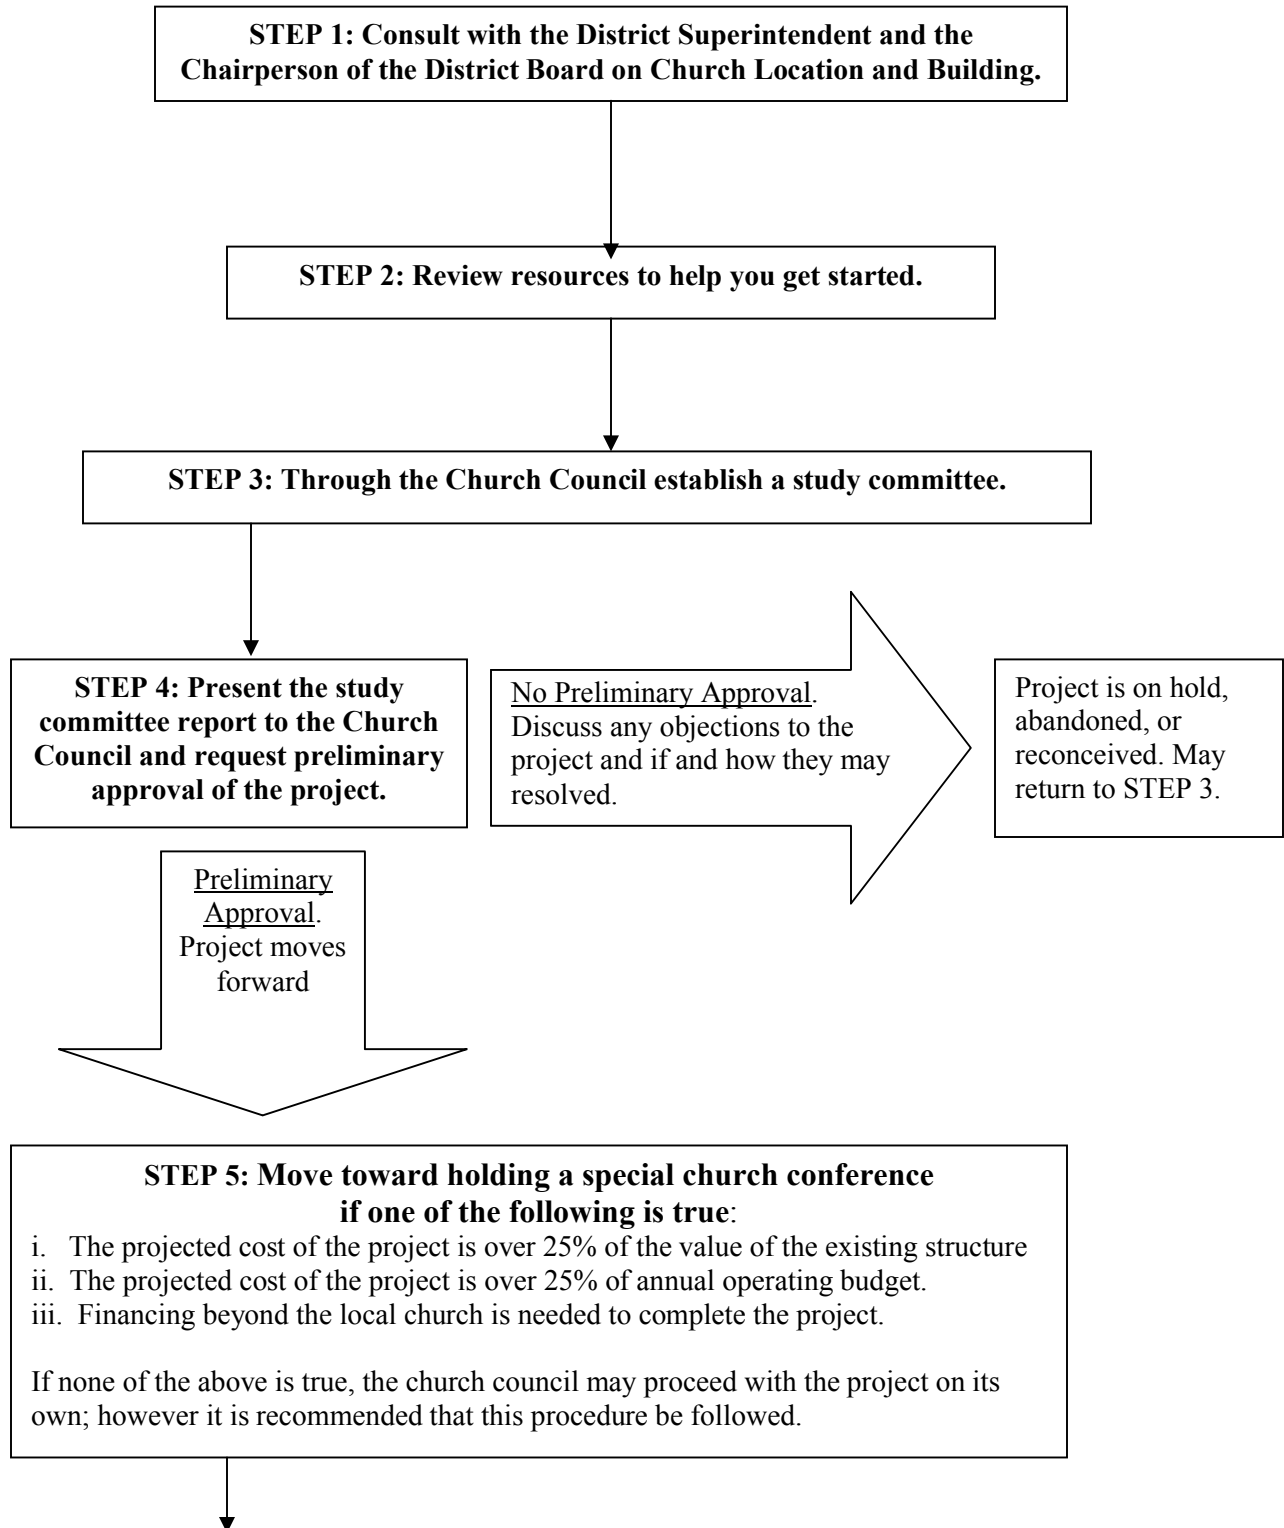 STEP 1: Consult with the District Superintendent and the
Chairperson of the District Board on Church Location and Building.
STEP 2: Review resources to help you get started.
STEP 3: Through the Church Council establish a study committee.
STEP 4: Present the study
committee report to the Church
Council and request preliminary
approval of the project.
No Preliminary Approval.
Discuss any objections to the
project and if and how they may
resolved.
Project is on hold,
abandoned, or
reconceived. May
return to STEP 3.
Preliminary
Approval.
Project moves
forward
STEP 5: Move toward holding a special church conference
if one of the following is true:
i. The projected cost of the project is over 25% of the value of the existing structure
ii. The projected cost of the project is over 25% of annual operating budget.
iii. Financing beyond the local church is needed to complete the project.
If none of the above is true, the church council may proceed with the project on its
own; however it is recommended that this procedure be followed.